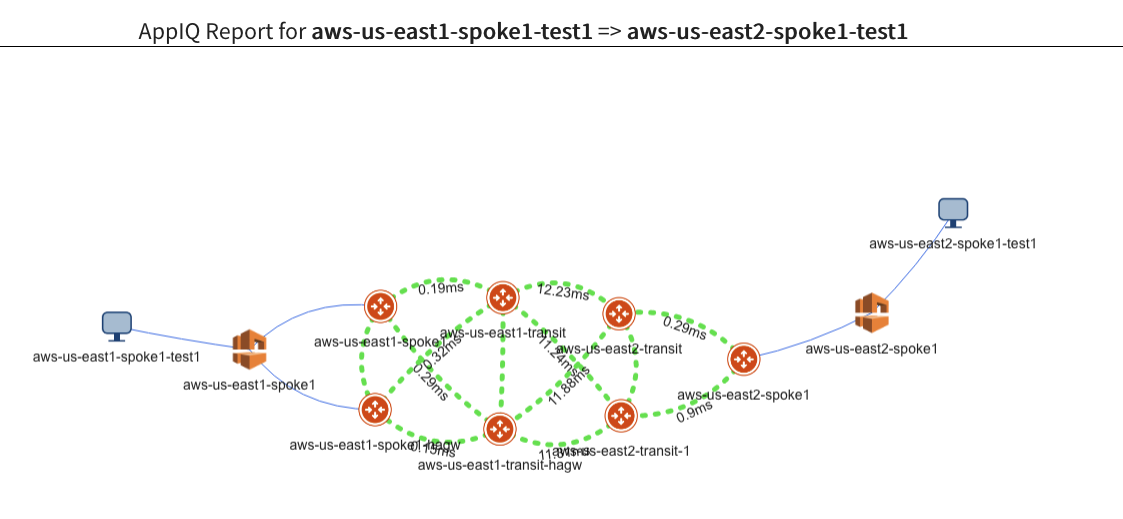 AppIQ Report for aws-us-east1-spoke1-test1 => aws-us-east2-spoke1-test1
aws-us-east2-spoke1-test1
0.19ms
12.23ms
0.29ms
aws-us-east1-spoke1-test1
aws-us-east1-spoke1
aws-us-east1-transit
aws-us-east2-transit
aws-us-east2-spoke1
0.32ms
11.24ms
aws-us-east1-spoke1
0.29ms
11.88ms
aws-us-east2-spoke1
0.9ms
aws-us-east1-spoke1-hagw
0.15ms
aws-us-east2-transit-1
aws-us-east1-transit-hagw